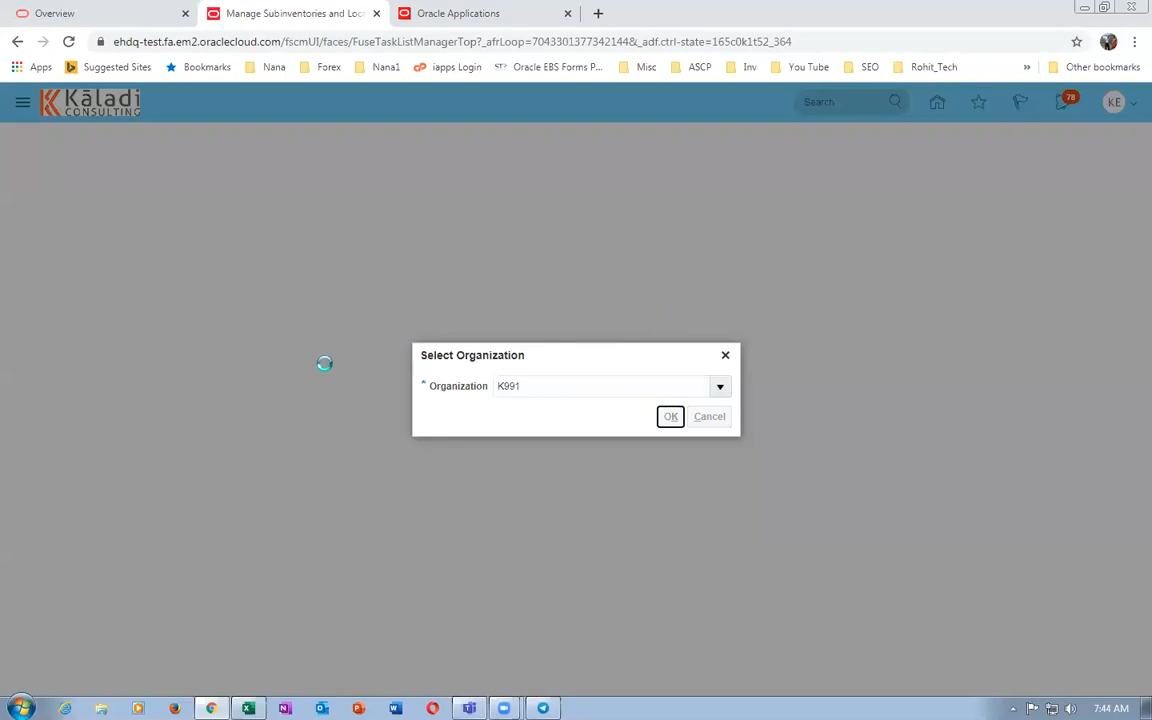 Overview
Manage Subinventories and Loc
Oracle Applications
ehdq-test.fa.em2.oraclecloud.com/fscmUI/faces/FuseTaskListManagerTop?_afrLoop=7043301377342144&_adf.ctrl-state=165c0k1t52_364
Apps
Suggested Sites
Bookmarks
Nana
Forex
Nana1
iapps Login
Oracle EBS Forms P...
Misc
ASCP
Inv
You Tube
SEO
Rohit_Tech
»
Other bookmarks
Kāladi
CONSULTING
Search
78
KE
Select Organization
* Organization K991
OK Cancel
7:44 AM